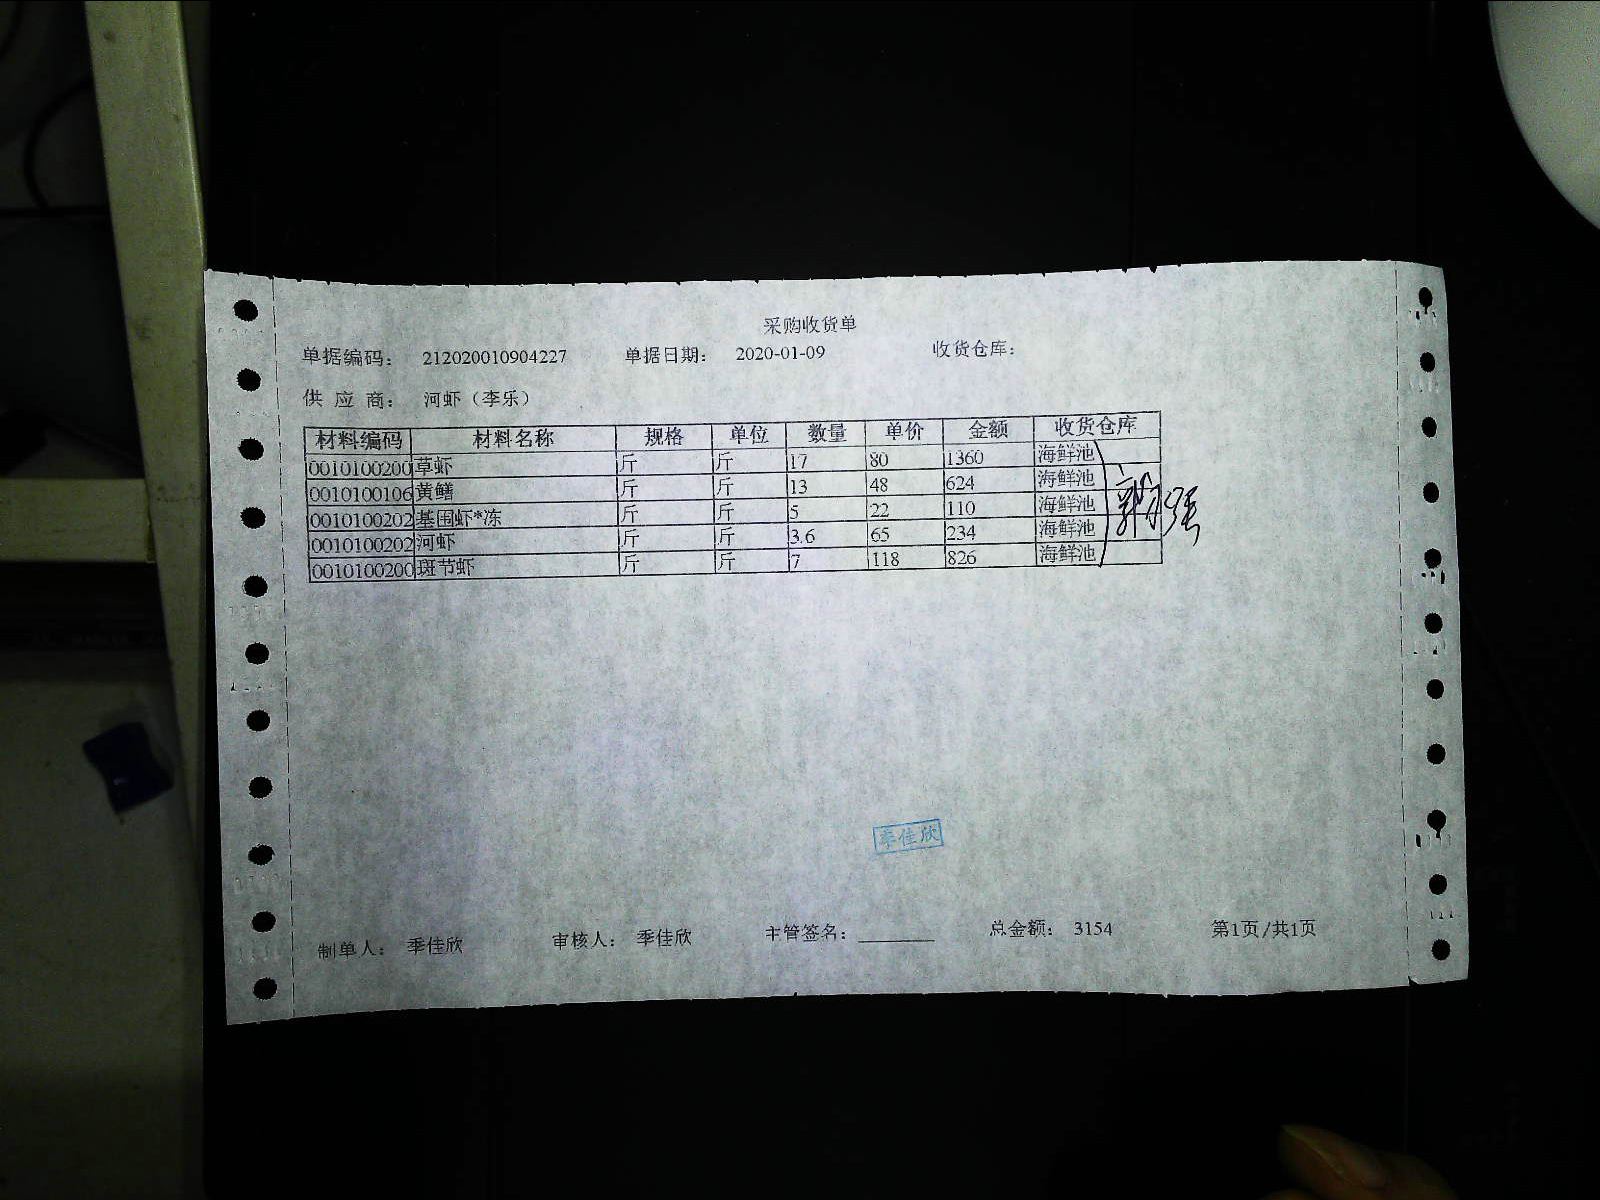 采购收货单
单据编码： 212020010904227 单据日期： 2020-01-09 收货仓库：
供 应 商： 河虾（李乐）
材料编码 材料名称 规格 单位 数量 单价 金额 收货仓库
0010100200 草虾 斤 斤 17 80 1360 海鲜池
0010100106 黄鳝 斤 斤 13 48 624 海鲜池
0010100202 基围虾*冻 斤 斤 5 22 110 海鲜池
0010100202 河虾 斤 斤 3.6 65 234 海鲜池
0010100200 斑节虾 斤 斤 7 118 826 海鲜池
季佳欣
制单人： 季佳欣 审核人： 季佳欣 主管签名： 总金额： 3154 第1页/共1页